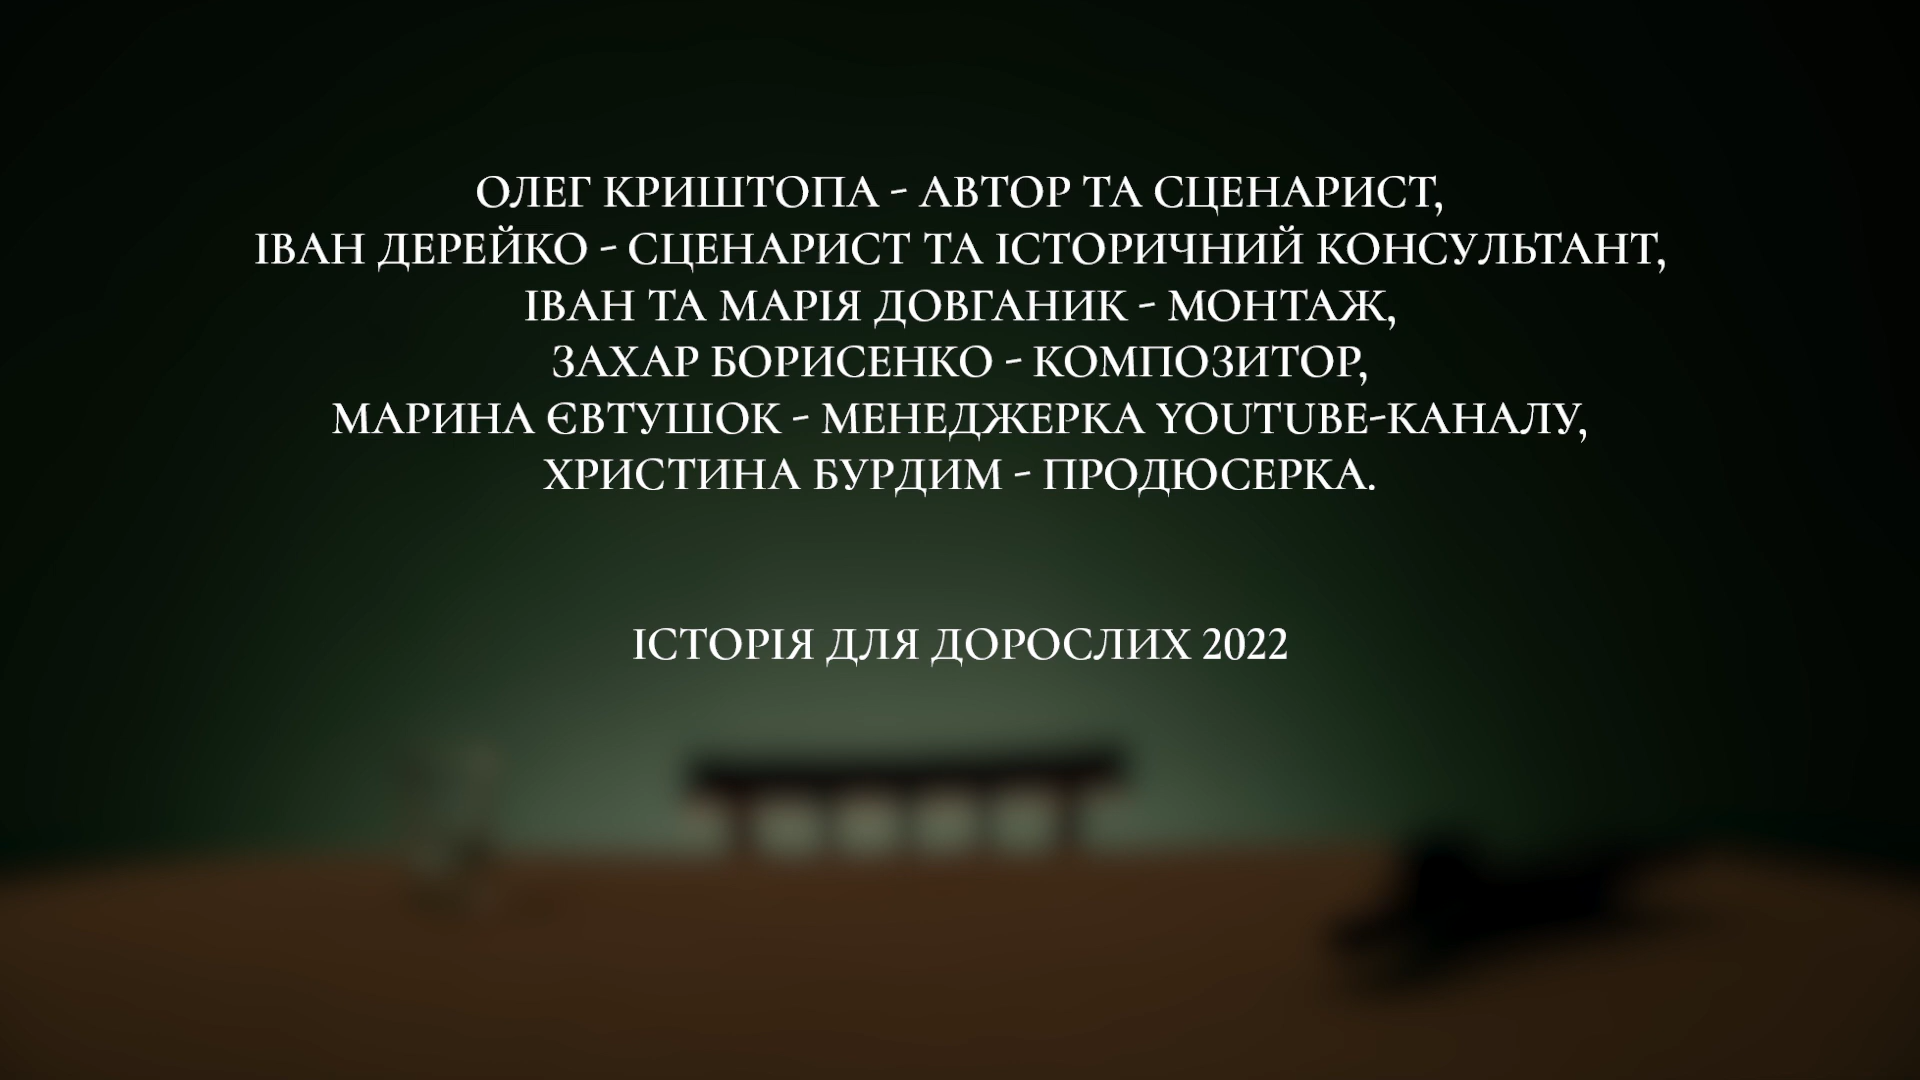 ОЛЕГ КРИШТОПА - АВТОР ТА СЦЕНАРИСТ,
ІВАН ДЕРЕЙКО - СЦЕНАРИСТ ТА ІСТОРИЧНИЙ КОНСУЛЬТАНТ,
ІВАН ТА МАРІЯ ДОВГАНИК - МОНТАЖ,
ЗАХАР БОРИСЕНКО - КОМПОЗИТОР,
МАРИНА ЄВТУШОК - МЕНЕДЖЕРКА YOUTUBE-КАНАЛУ,
ХРИСТИНА БУРДИМ - ПРОДЮСЕРКА.
ІСТОРІЯ ДЛЯ ДОРОСЛИХ 2022